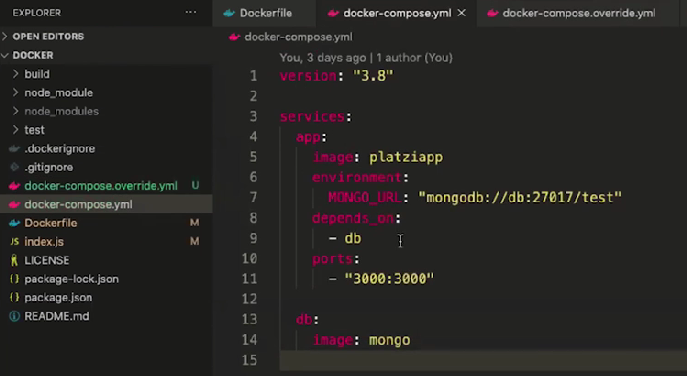 EXPLORER
...
OPEN EDITORS
DOCKER
build
node_module
node_modules
test
.dockerignore
.gitignore
docker-compose.override.yml U
docker-compose.yml
Dockerfile M
index.js M
LICENSE
package-lock.json
package.json
README.md
Dockerfile
docker-compose.yml
docker-compose.override.yml
docker-compose.yml
You, 3 days ago | 1 author (You)
1 version: "3.8"
2
3 services:
4 app:
5 image: platziapp
6 environment:
7 MONGO_URL: "mongodb://db:27017/test"
8 depends_on:
9 - db
10 ports:
11 - "3000:3000"
12
13 db:
14 image: mongo
15